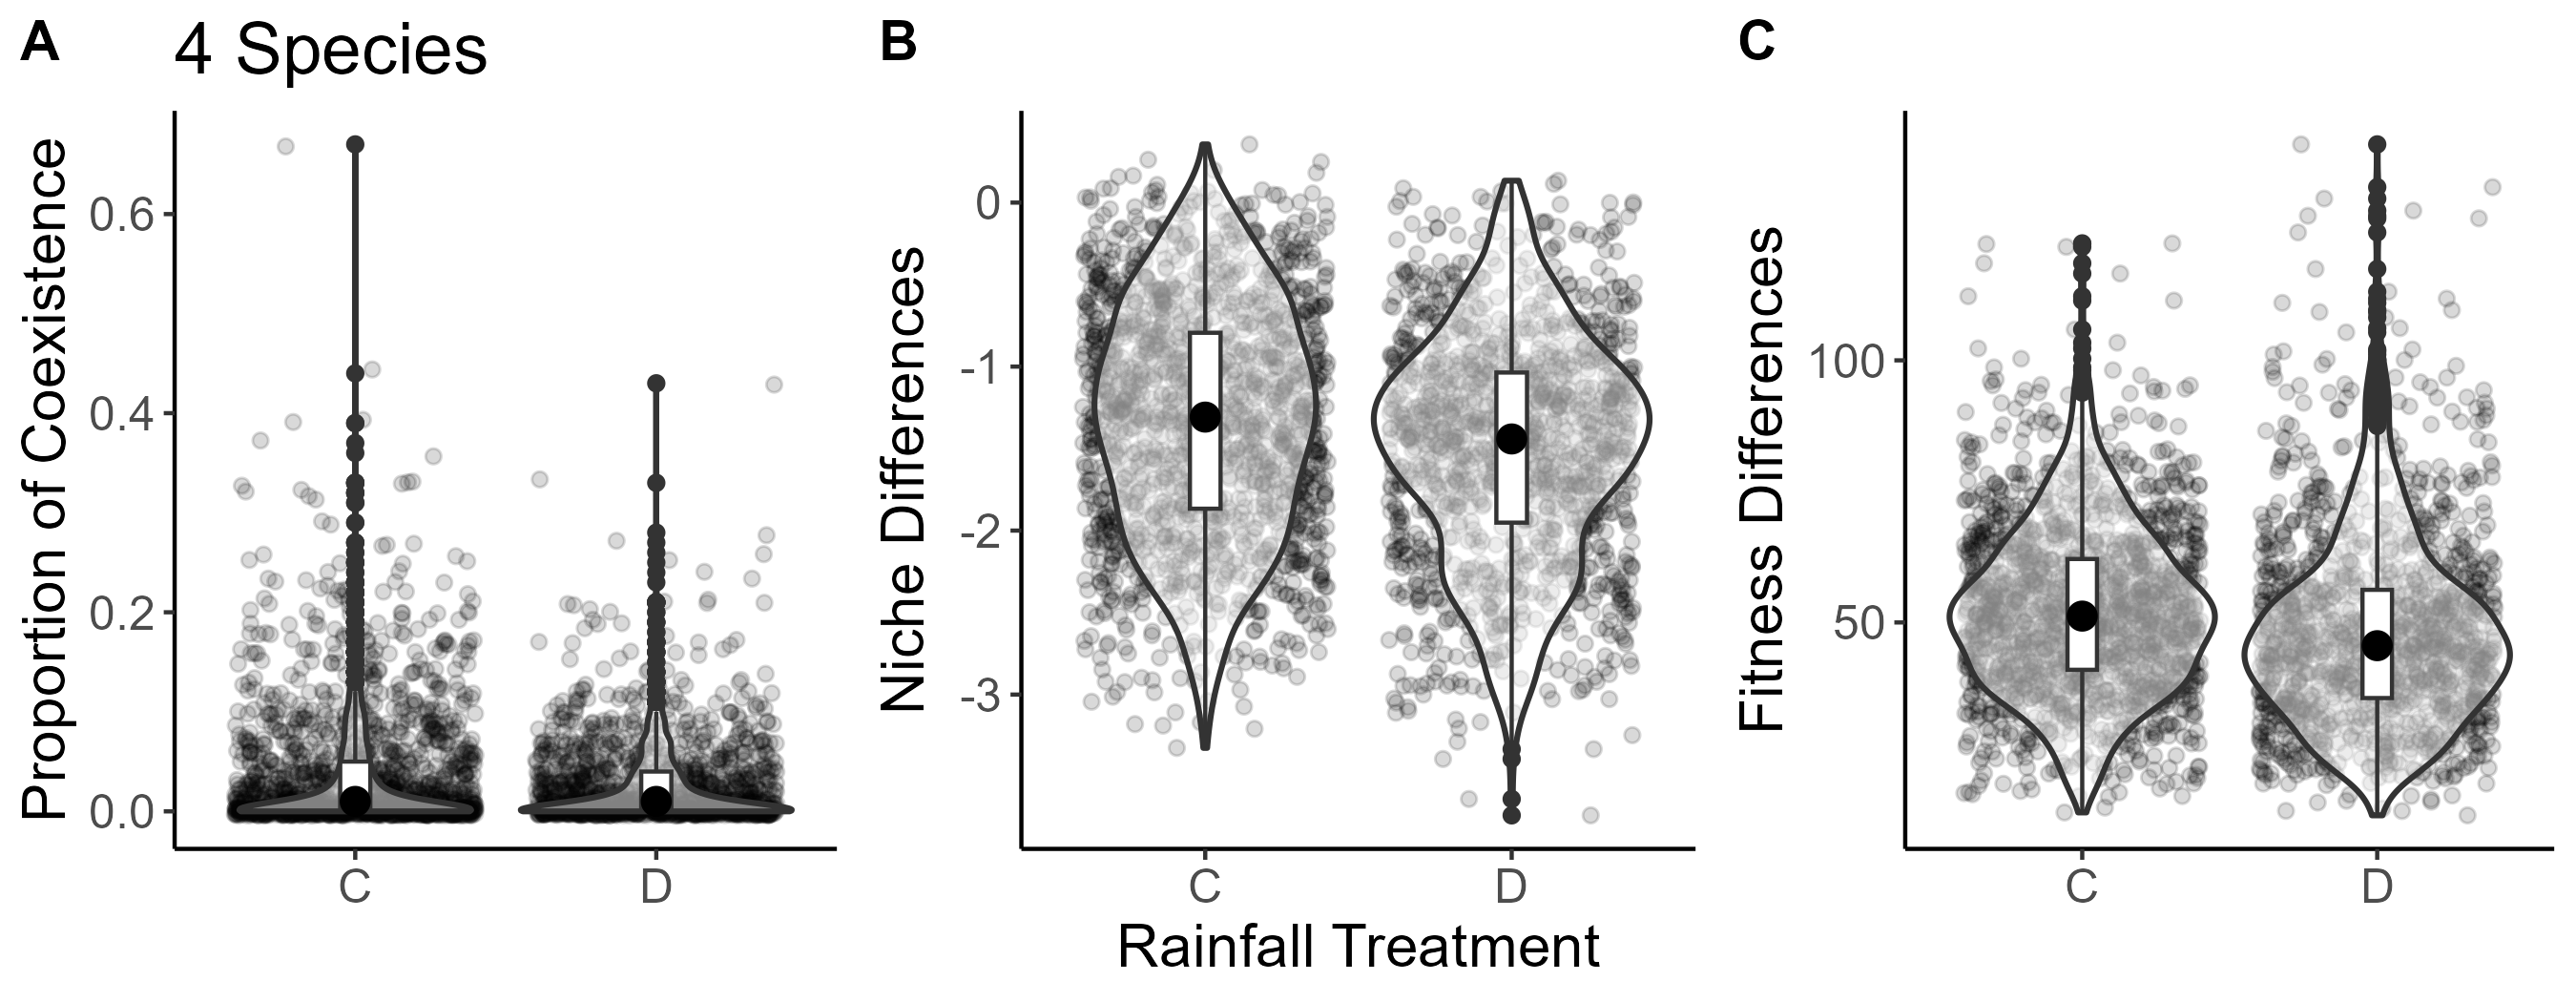 A
4 Species
Proportion of Coexistence
0.6
0.4
0.2
0.0
C
D
B
Niche Differences
0
-1
-2
-3
C
D
Rainfall Treatment
C
Fitness Differences
100
50
C
D